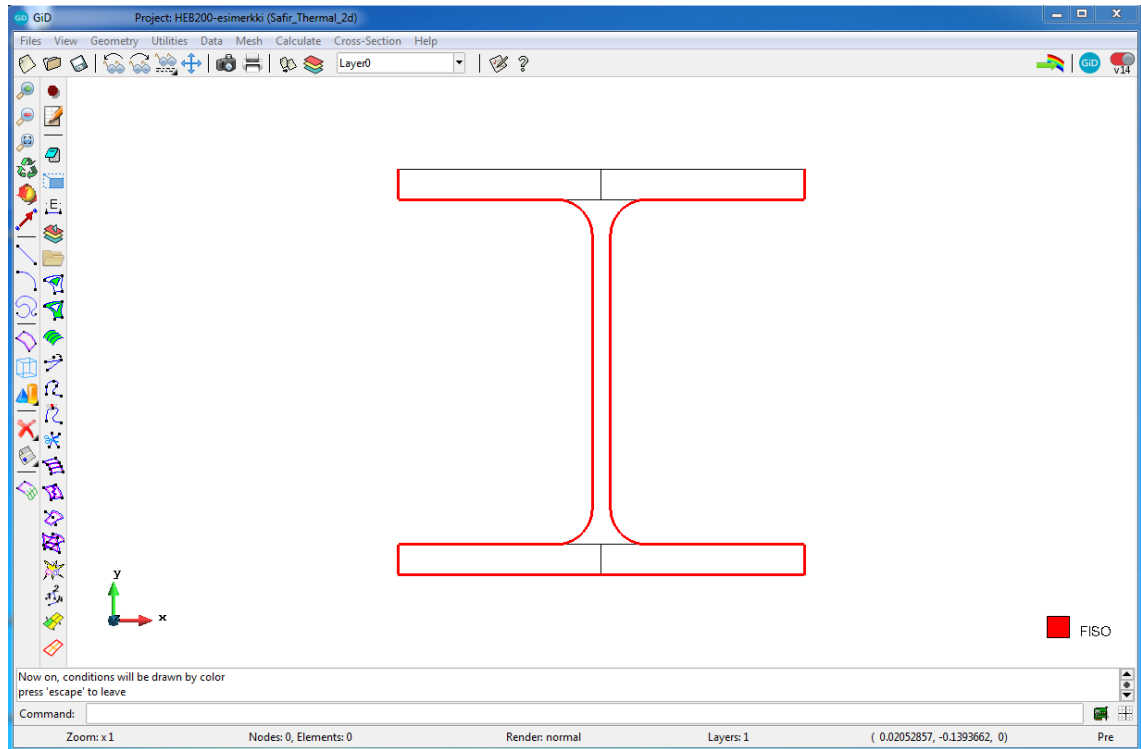 GiD GiD Project: HEB200-esimerkki (Safir_Thermal_2d)
Files View Geometry Utilities Data Mesh Calculate Cross-Section Help
Layer0 ? GiD v14
.E.
y
x
FISO
Now on, conditions will be drawn by color
press 'escape' to leave
Command:
Zoom: x 1 Nodes: 0, Elements: 0 Render: normal Layers: 1 ( 0.02052857, -0.1393662, 0) Pre